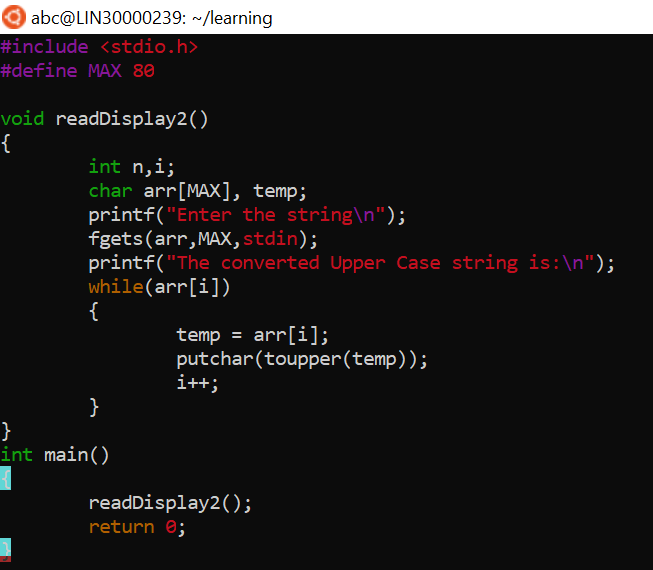 abc@LIN30000239: ~/learning
#include <stdio.h>
#define MAX 80
void readDisplay2()
{
int n,i;
char arr[MAX], temp;
printf("Enter the string\n");
fgets(arr,MAX,stdin);
printf("The converted Upper Case string is:\n");
while(arr[i])
{
temp = arr[i];
putchar(toupper(temp));
i++;
}
}
int main()
{
readDisplay2();
return 0;
}